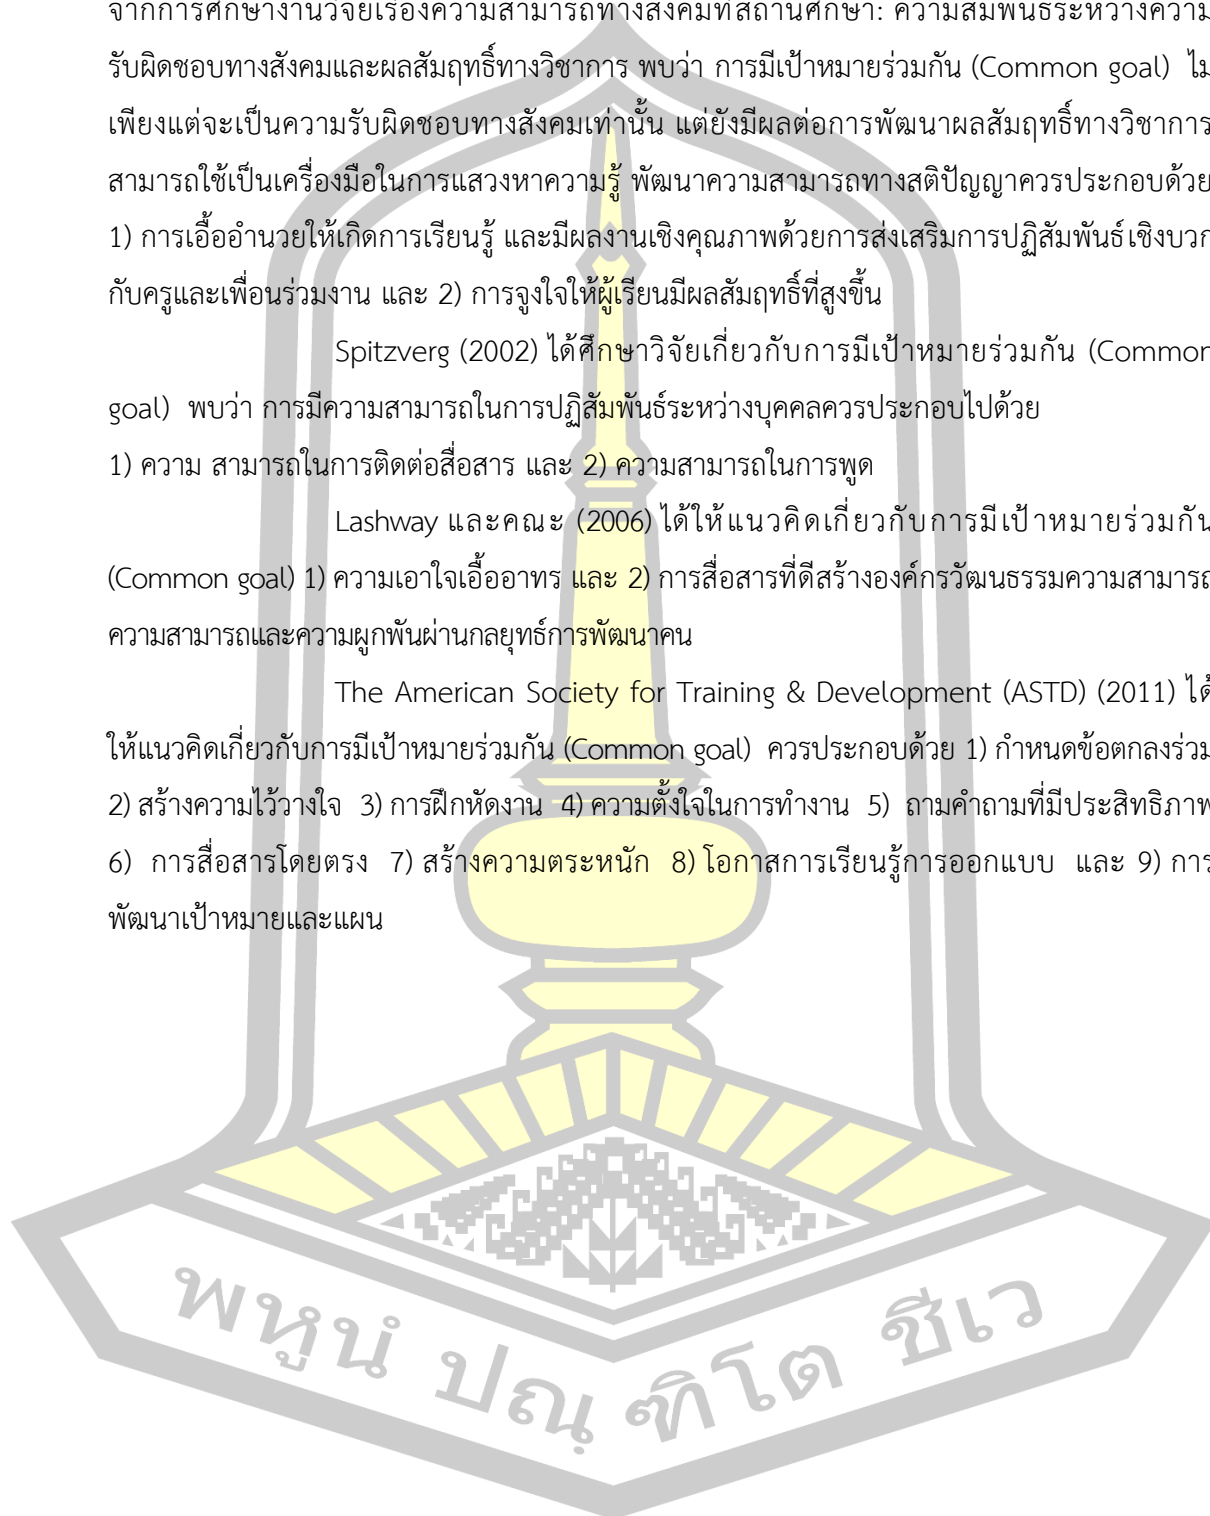 จากการศึกษางานวิจัยเรื่องความสามารถทางสังคมที่สถานศึกษา: ความสัมพันธ์ระหว่างความ
รับผิดชอบทางสังคมและผลสัมฤทธิ์ทางวิชาการ พบว่า การมีเป้าหมายร่วมกัน (Common goal) ไม่
เพียงแต่จะเป็นความรับผิดชอบทางสังคมเท่านั้น แต่ยังมีผลต่อการพัฒนาผลสัมฤทธิ์ทางวิชาการ
สามารถใช้เป็นเครื่องมือในการแสวงหาความรู้ พัฒนาความสามารถทางสติปัญญาควรประกอบด้วย
1) การเอื้ออำนวยให้เกิดการเรียนรู้ และมีผลงานเชิงคุณภาพด้วยการส่งเสริมการปฏิสัมพันธ์เชิงบวก
กับครูและเพื่อนร่วมงาน และ 2) การจูงใจให้ผู้เรียนมีผลสัมฤทธิ์ที่สูงขึ้น
Spitzverg (2002) ได้ศึกษาวิจัยเกี่ยวกับการมีเป้าหมายร่วมกัน (Common
goal) พบว่า การมีความสามารถในการปฏิสัมพันธ์ระหว่างบุคคลควรประกอบไปด้วย
1) ความ สามารถในการติดต่อสื่อสาร และ 2) ความสามารถในการพูด
Lashway และคณะ (2006) ได้ให้แนวคิดเกี่ยวกับการมีเป้าหมายร่วมกัน
(Common goal) 1) ความเอาใจเอื้ออาทร และ 2) การสื่อสารที่ดีสร้างองค์กรวัฒนธรรมความสามารถ
ความสามารถและความผูกพันผ่านกลยุทธ์การพัฒนาคน
The American Society for Training & Development (ASTD) (2011) ได้
ให้แนวคิดเกี่ยวกับการมีเป้าหมายร่วมกัน (Common goal) ควรประกอบด้วย 1) กำหนดข้อตกลงร่วม
2) สร้างความไว้วางใจ 3) การฝึกหัดงาน 4) ความตั้งใจในการทำงาน 5) ถามคำถามที่มีประสิทธิภาพ
6) การสื่อสารโดยตรง 7) สร้างความตระหนัก 8) โอกาสการเรียนรู้การออกแบบ และ 9) การ
พัฒนาเป้าหมายและแผน
พหูนํ ปณฺฑิโต ชีเว